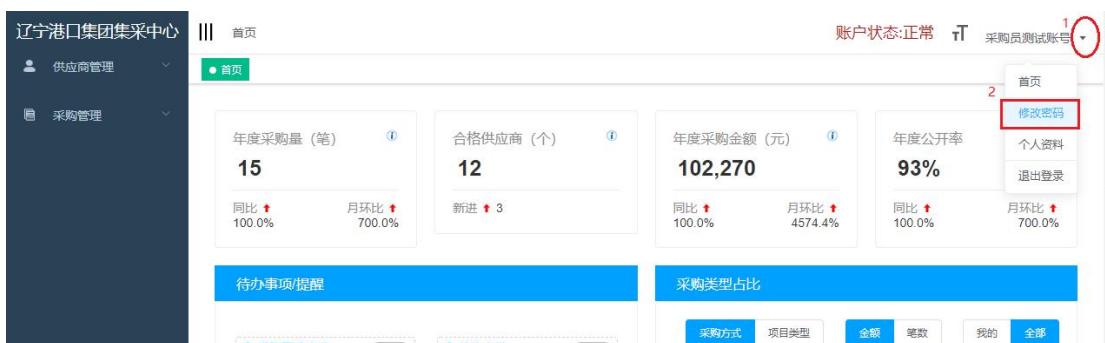 辽宁港口集团集采中心
首页
账户状态:正常
采购员测试账号
1
供应商管理
采购管理
首页
2
首页
修改密码
个人资料
退出登录
年度采购量（笔）
15
同比
100.0%
月环比
700.0%
合格供应商（个）
12
新进 3
年度采购金额（元）
102,270
同比
100.0%
月环比
4574.4%
年度公开率
93%
同比
100.0%
月环比
700.0%
待办事项/提醒
采购类型占比
采购方式 项目类型
金额 笔数
我的 全部